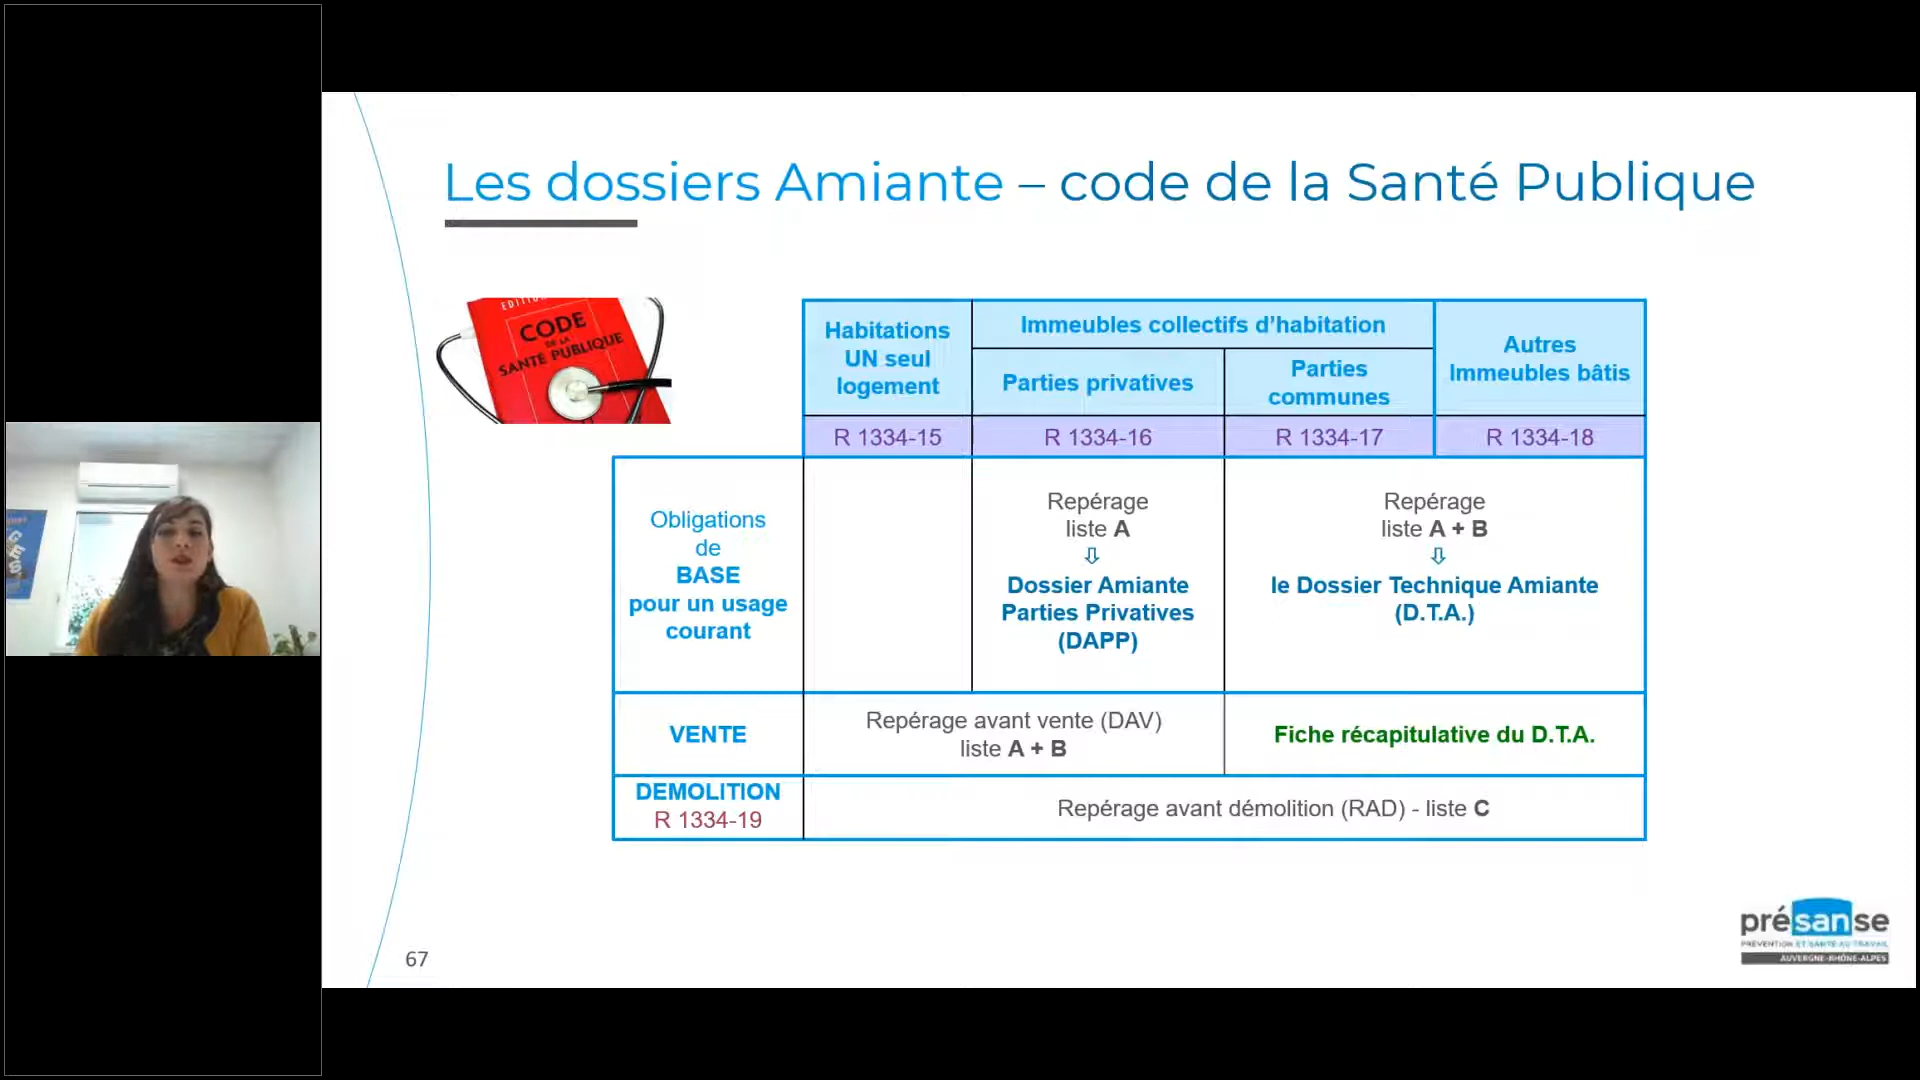 Les dossiers Amiante – code de la Santé Publique
CODE
DE LA
SANTÉ PUBLIQUE
Habitations
UN seul
logement
Immeubles collectifs d’habitation
Parties privatives
Parties
communes
Autres
Immeubles bâtis
R 1334-15
R 1334-16
R 1334-17
R 1334-18
Obligations
de
BASE
pour un usage
courant
Repérage
liste A
⇩
Dossier Amiante
Parties Privatives
(DAPP)
Repérage
liste A + B
⇩
le Dossier Technique Amiante
(D.T.A.)
VENTE
Repérage avant vente (DAV)
liste A + B
Fiche récapitulative du D.T.A.
DEMOLITION
R 1334-19
Repérage avant démolition (RAD) - liste C
67
présanse
PRÉVENTION ET SANTÉ AU TRAVAIL
AUVERGNE-RHÔNE-ALPES